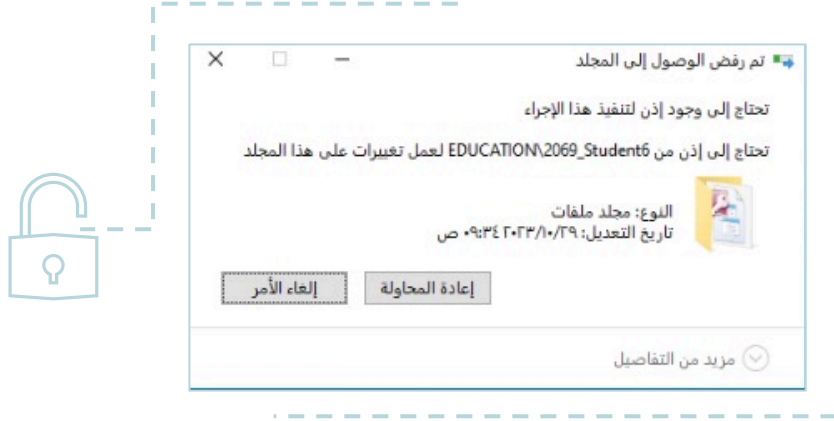 تم رفض الوصول إلى المجلد
تحتاج إلى وجود إذن لتنفيذ هذا الإجراء
تحتاج إلى إذن من EDUCATION\2069_Student6 لعمل تغييرات على هذا المجلد
النوع: مجلد ملفات
تاريخ التعديل: ٢٠٢٣/١٠/٢٩ ٠٩:٣٤ ص
إعادة المحاولة
إلغاء الأمر
مزيد من التفاصيل